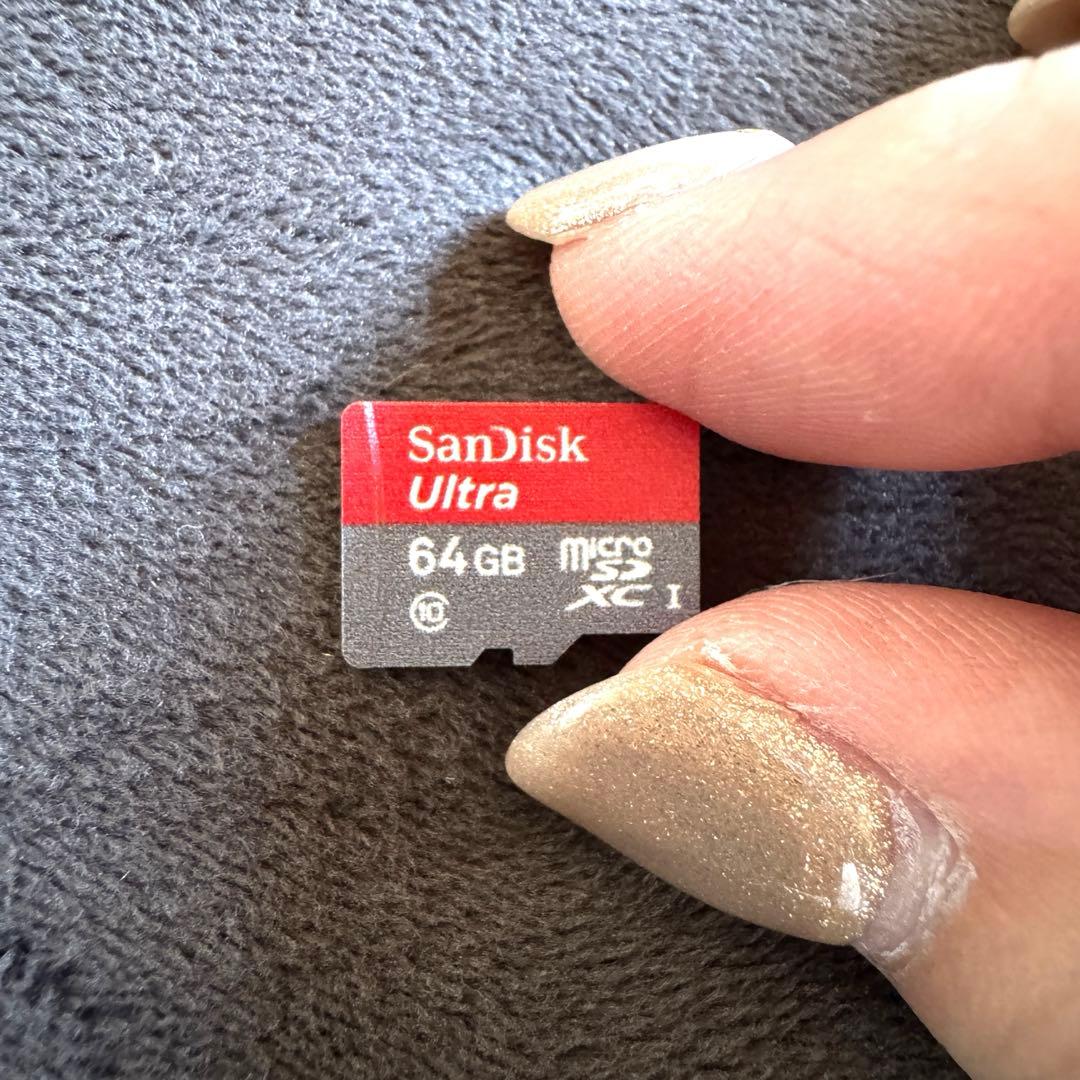 SanDisk
Ultra
64GB
micro
SD
XC I
10